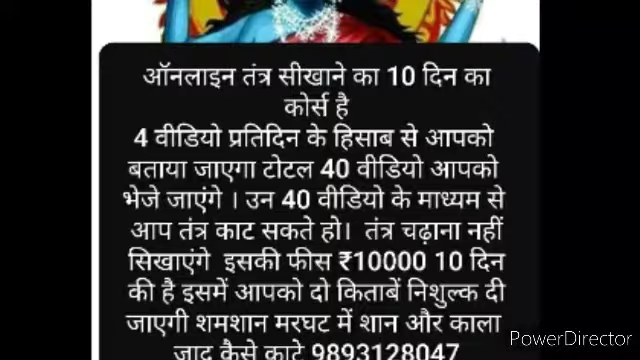 ऑनलाइन तंत्र सीखाने का 10 दिन का
कोर्स है
4 वीडियो प्रतिदिन के हिसाब से आपको
बताया जाएगा टोटल 40 वीडियो आपको
भेजे जाएंगे । उन 40 वीडियो के माध्यम से
आप तंत्र काट सकते हो। तंत्र चढ़ाना नहीं
सिखाएंगे इसकी फीस ₹10000 10 दिन
की है इसमें आपको दो किताबें निशुल्क दी
जाएगी शमशान मरघट में शान और काला
जादू कैसे काटे 9893128047
PowerDirector